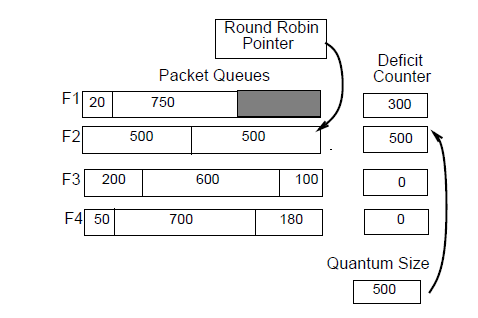 Round Robin
Pointer
Deficit
Counter
Packet Queues
F1 20 750 300
F2 500 500 500
F3 200 600 100 0
F4 50 700 180 0
Quantum Size
500